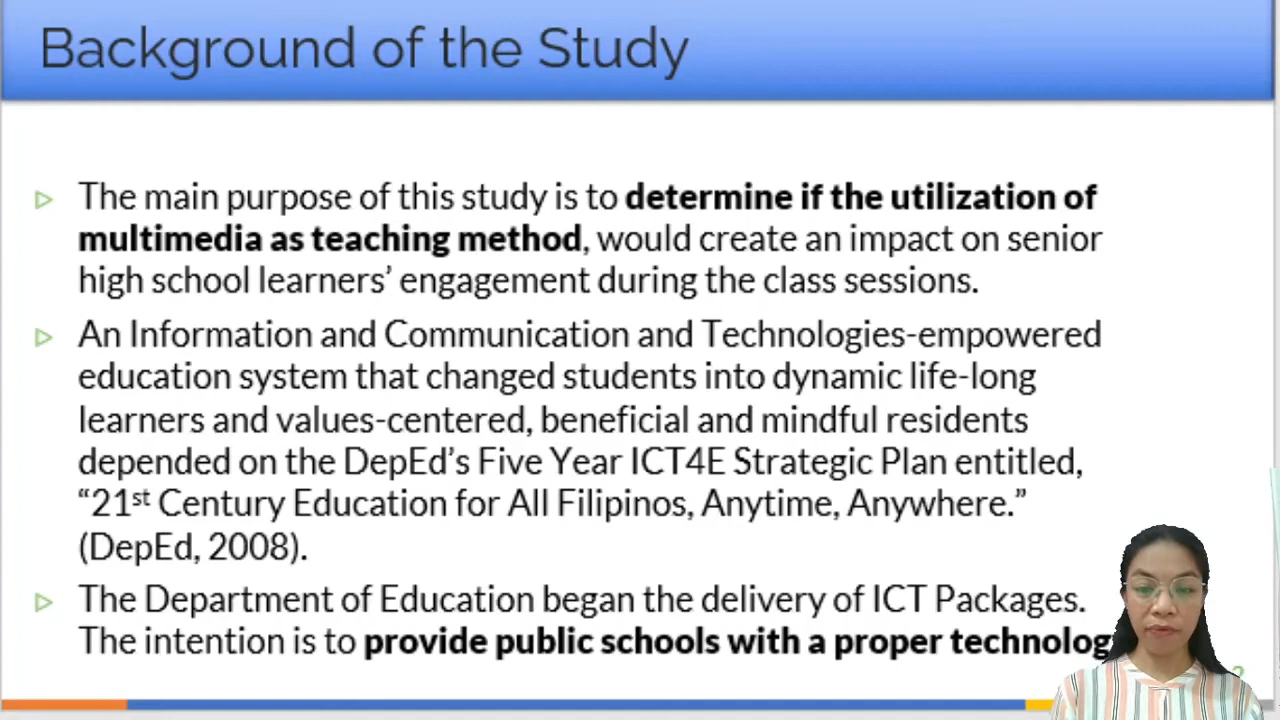 Background of the Study
The main purpose of this study is to determine if the utilization of
multimedia as teaching method, would create an impact on senior
high school learners’ engagement during the class sessions.
An Information and Communication and Technologies-empowered
education system that changed students into dynamic life-long
learners and values-centered, beneficial and mindful residents
depended on the DepEd’s Five Year ICT4E Strategic Plan entitled,
“21st Century Education for All Filipinos, Anytime, Anywhere.”
(DepEd, 2008).
The Department of Education began the delivery of ICT Packages.
The intention is to provide public schools with a proper technolog